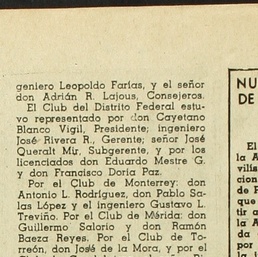 geniero Leopoldo Farías, y el señor
don Adrián R. Lajous, Consejeros.
El Club del Distrito Federal estu-
vo representado por don Cayetano
Blanco Vigil, Presidente; ingeniero
José Rivera R., Gerente; señor José
Queralt Mir, Subgerente, y por los
licenciados don Eduardo Mestre G.
y don Francisco Doria Paz.
Por el Club de Monterrey: don
Antonio L. Rodríguez, don Pablo Sa-
las López y el ingeniero Gustavo L.
Treviño. Por el Club de Mérida: don
Guillermo Salorio y don Ramón
Baeza Reyes. Por el Club de To-
rreón, don José de la Mora, y por el
NU
DE
E
la A
vilis
cion
de F
que
tir a
la A
da
por